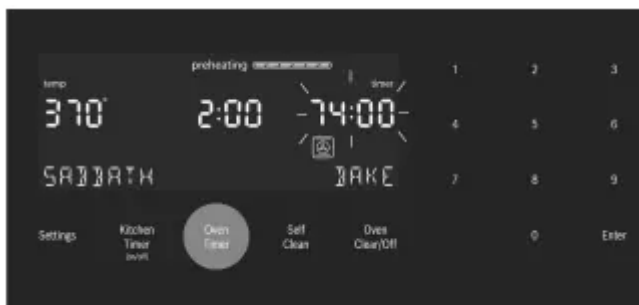 preheating
temp
timer
370°
2:00
74:00
SABBATH
BAKE
1
2
3
4
5
6
7
8
9
Settings
Kitchen
Timer
(on/off)
Oven
Timer
Self
Clean
Oven
Clear/Off
0
Enter